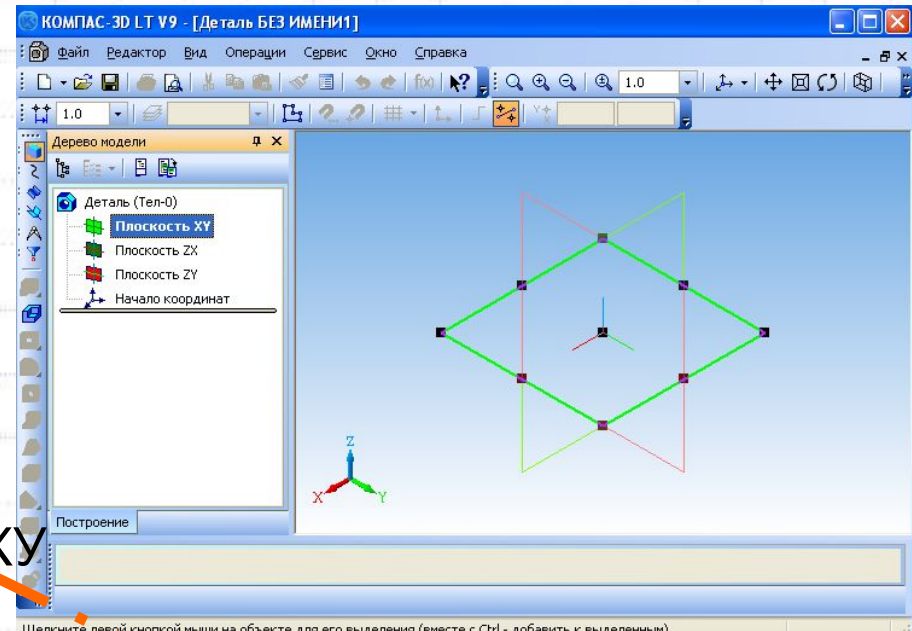 КОМПАС-3D LT V9 - [Деталь БЕЗ ИМЕНИ1]
Файл Редактор Вид Операции Сервис Окно Справка
1.0
1.0
Дерево модели
Деталь (Тел-0)
Плоскость XY
Плоскость ZX
Плоскость ZY
Начало координат
Z
X Y
Построение
ХУ
Щелкните левой кнопкой мыши на объекте для его выделения (вместе с Ctrl - добавить к выделенным)